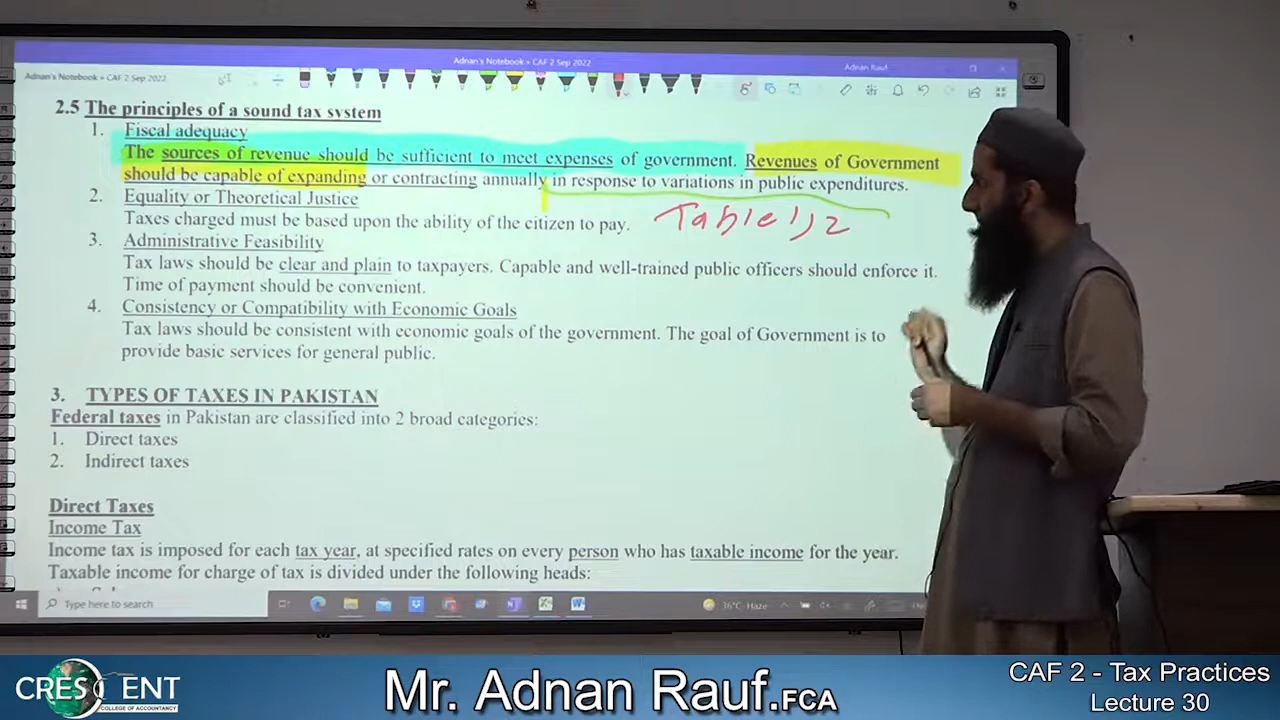 Adnan's Notebook » CAF 2 Sep 2022
Adnan Rauf
Adnan's Notebook » CAF 2 Sep 2022
2.5 The principles of a sound tax system
1. Fiscal adequacy
The sources of revenue should be sufficient to meet expenses of government. Revenues of Government
should be capable of expanding or contracting annually in response to variations in public expenditures.
2. Equality or Theoretical Justice
Taxes charged must be based upon the ability of the citizen to pay. Table 1, 2
3. Administrative Feasibility
Tax laws should be clear and plain to taxpayers. Capable and well-trained public officers should enforce it.
Time of payment should be convenient.
4. Consistency or Compatibility with Economic Goals
Tax laws should be consistent with economic goals of the government. The goal of Government is to
provide basic services for general public.
3. TYPES OF TAXES IN PAKISTAN
Federal taxes in Pakistan are classified into 2 broad categories:
1. Direct taxes
2. Indirect taxes
Direct Taxes
Income Tax
Income tax is imposed for each tax year, at specified rates on every person who has taxable income for the year.
Taxable income for charge of tax is divided under the following heads:
Type here to search
36°C Haze
CRESCENT
COLLEGE OF ACCOUNTANCY
Mr. Adnan Rauf.FCA
CAF 2 - Tax Practices
Lecture 30